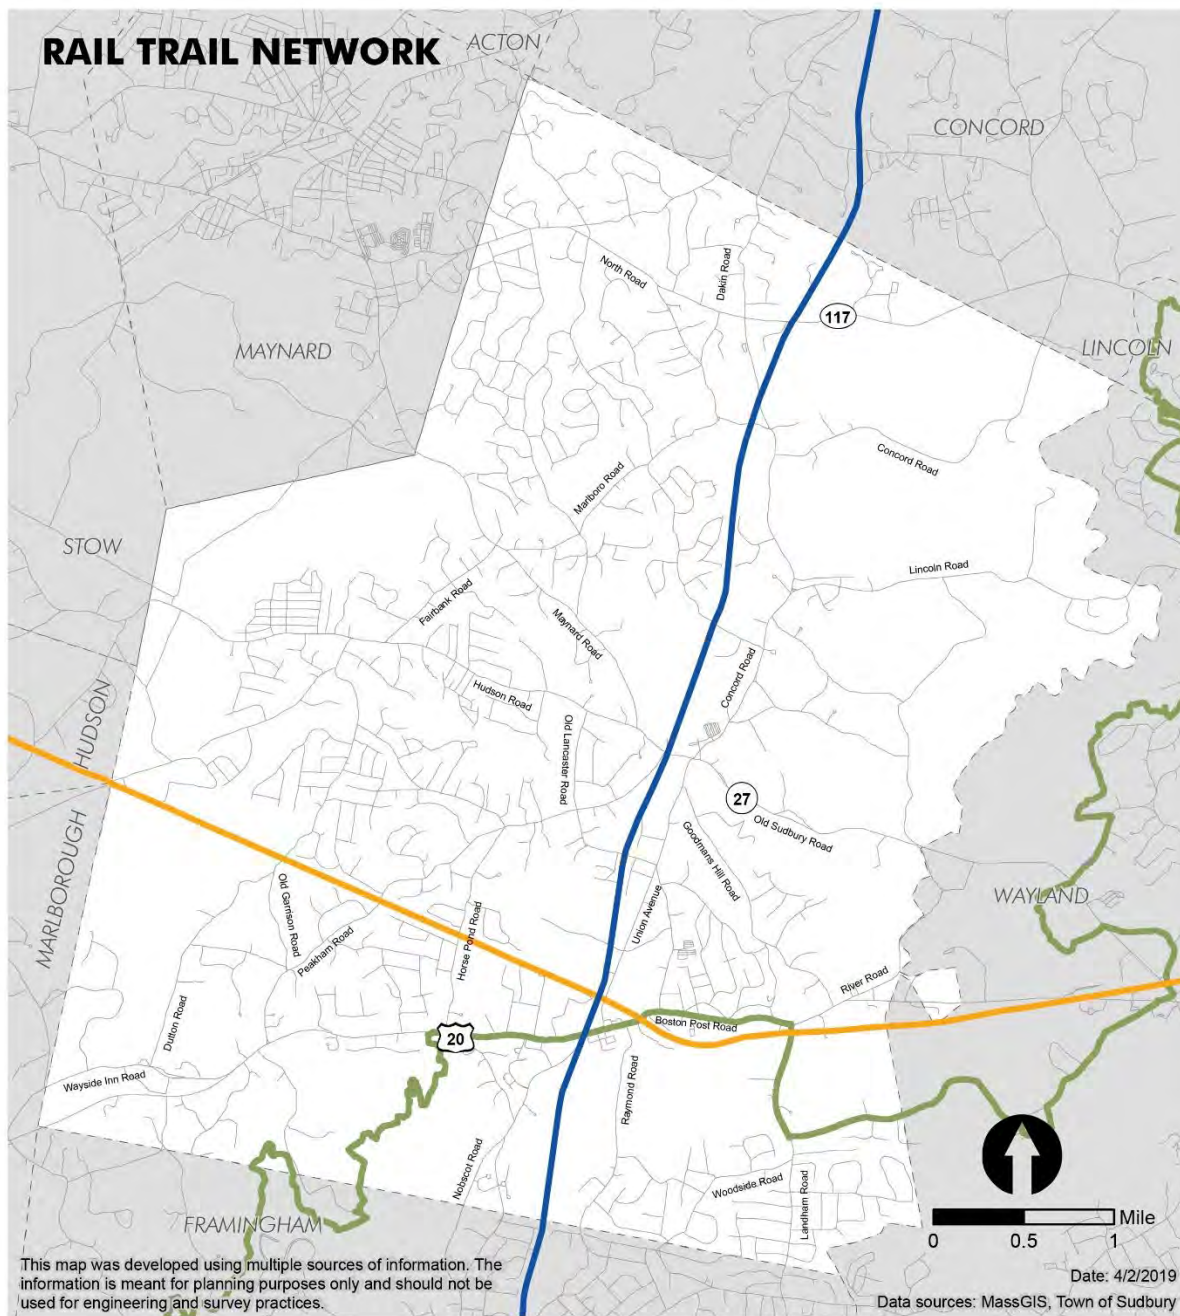 RAIL TRAIL NETWORK
ACTON
CONCORD
North Road
Dakin Road
117
MAYNARD
LINCOLN
Concord Road
Marlboro Road
STOW
Lincoln Road
Fairbank Road
Maynard Road
Concord Road
Hudson Road
HUDSON
Old Lancaster Road
27
Old Sudbury Road
Goodmans Hill Road
MARLBOROUGH
WAYLAND
Old Garrison Road
Union Avenue
Horse Pond Road
Peakham Road
River Road
Dutton Road
Boston Post Road
20
Wayside Inn Road
Raymond Road
Nobscot Road
Woodside Road
Landham Road
FRAMINGHAM
Mile
0 0.5 1
This map was developed using multiple sources of information. The
information is meant for planning purposes only and should not be
used for engineering and survey practices.
Date: 4/2/2019
Data sources: MassGIS, Town of Sudbury